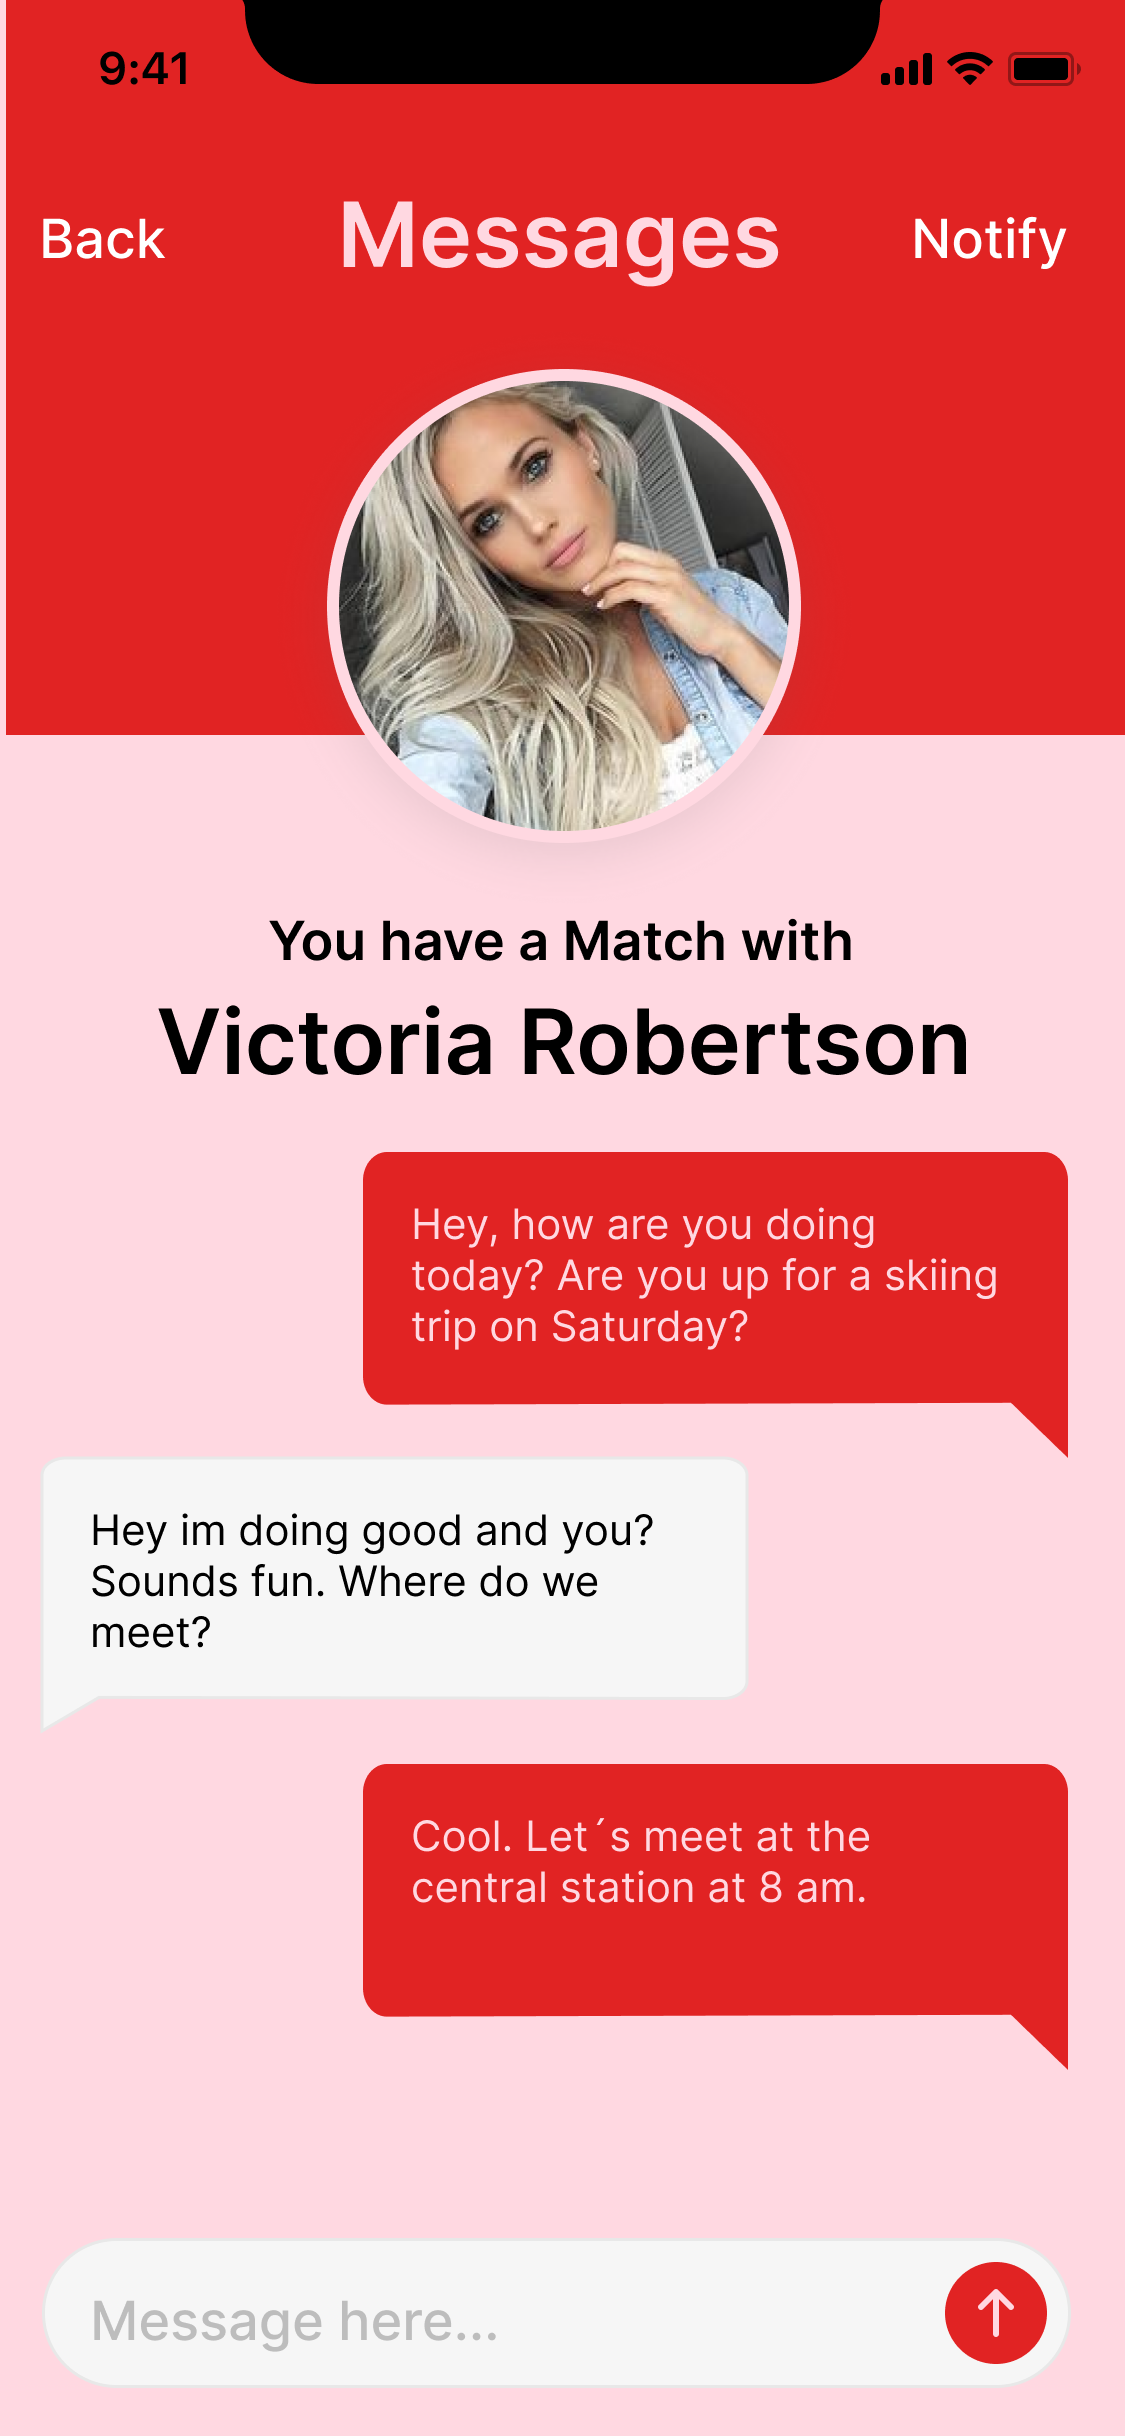 9:41
Back
Messages
Notify
You have a Match with
Victoria Robertson
Hey, how are you doing
today? Are you up for a skiing
trip on Saturday?
Hey im doing good and you?
Sounds fun. Where do we
meet?
Cool. Let´s meet at the
central station at 8 am.
Message here...